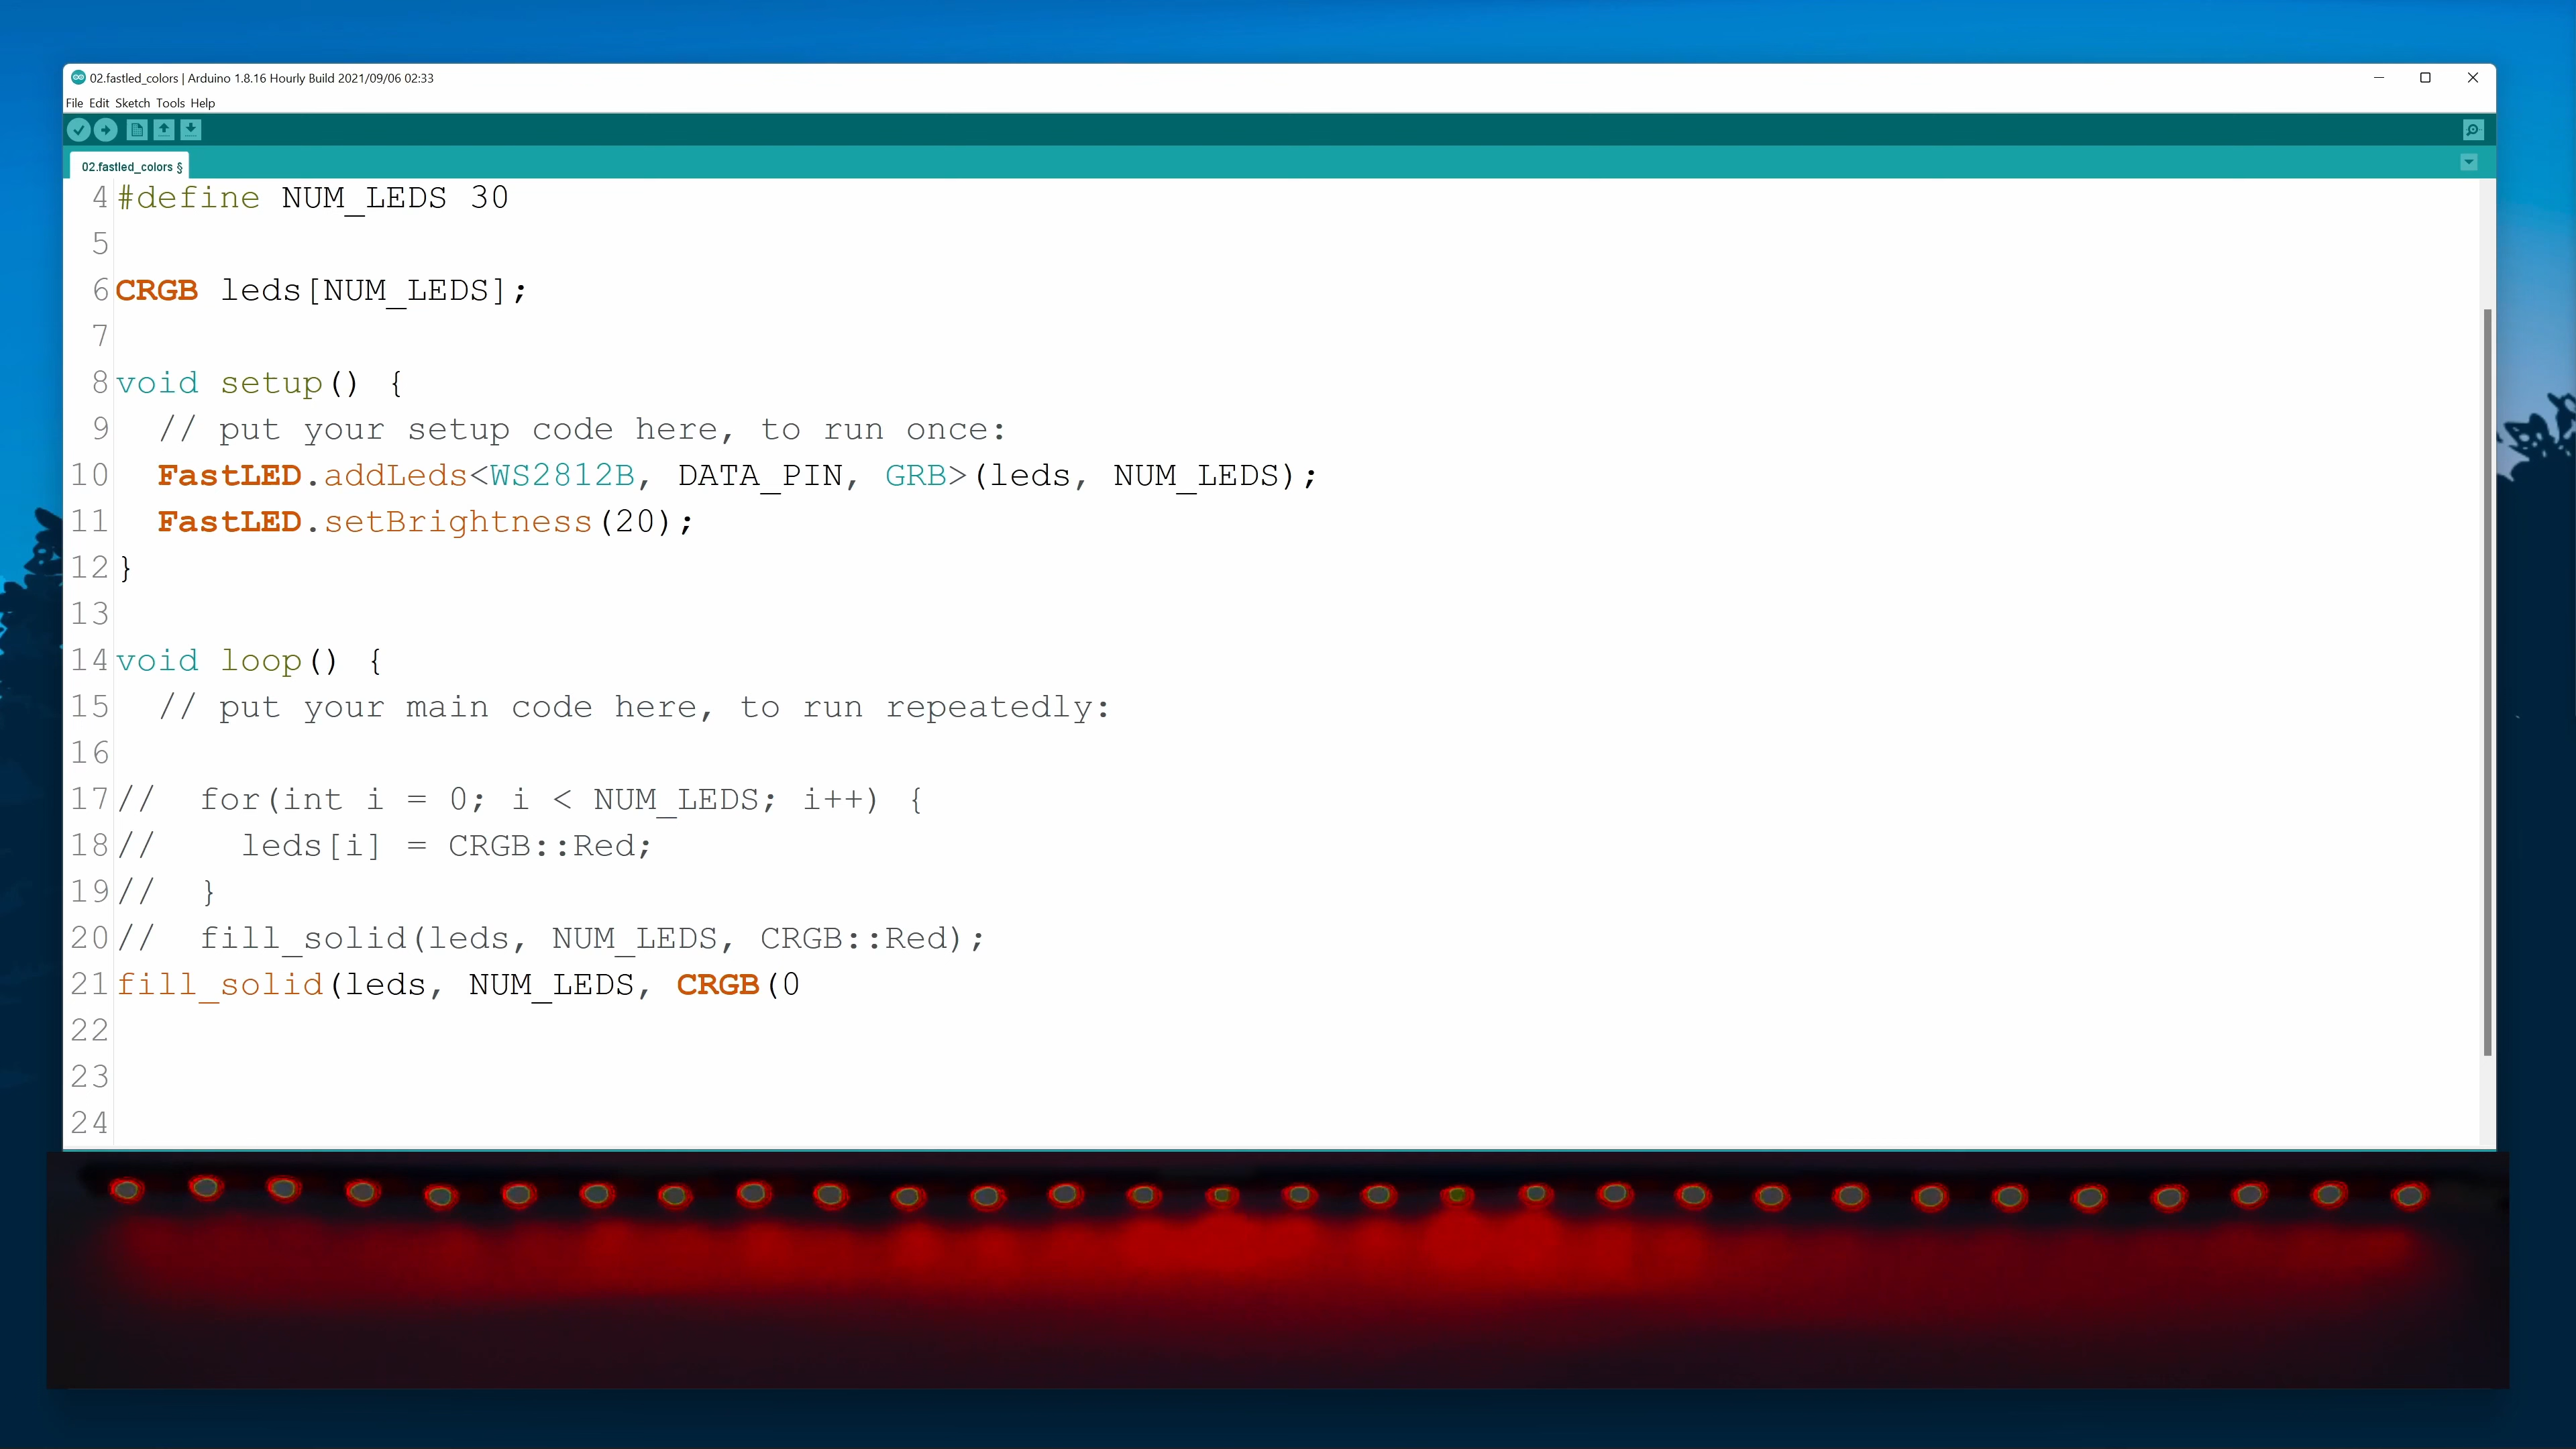 02.fastled_colors | Arduino 1.8.16 Hourly Build 2021/09/06 02:33
File Edit Sketch Tools Help
02.fastled_colors §
4 #define NUM_LEDS 30
5
6 CRGB leds[NUM_LEDS];
7
8 void setup() {
9 // put your setup code here, to run once:
10 FastLED.addLeds<WS2812B, DATA_PIN, GRB>(leds, NUM_LEDS);
11 FastLED.setBrightness(20);
12 }
13
14 void loop() {
15 // put your main code here, to run repeatedly:
16
17 // for(int i = 0; i < NUM_LEDS; i++) {
18 // leds[i] = CRGB::Red;
19 // }
20 // fill_solid(leds, NUM_LEDS, CRGB::Red);
21 fill_solid(leds, NUM_LEDS, CRGB(0
22
23
24